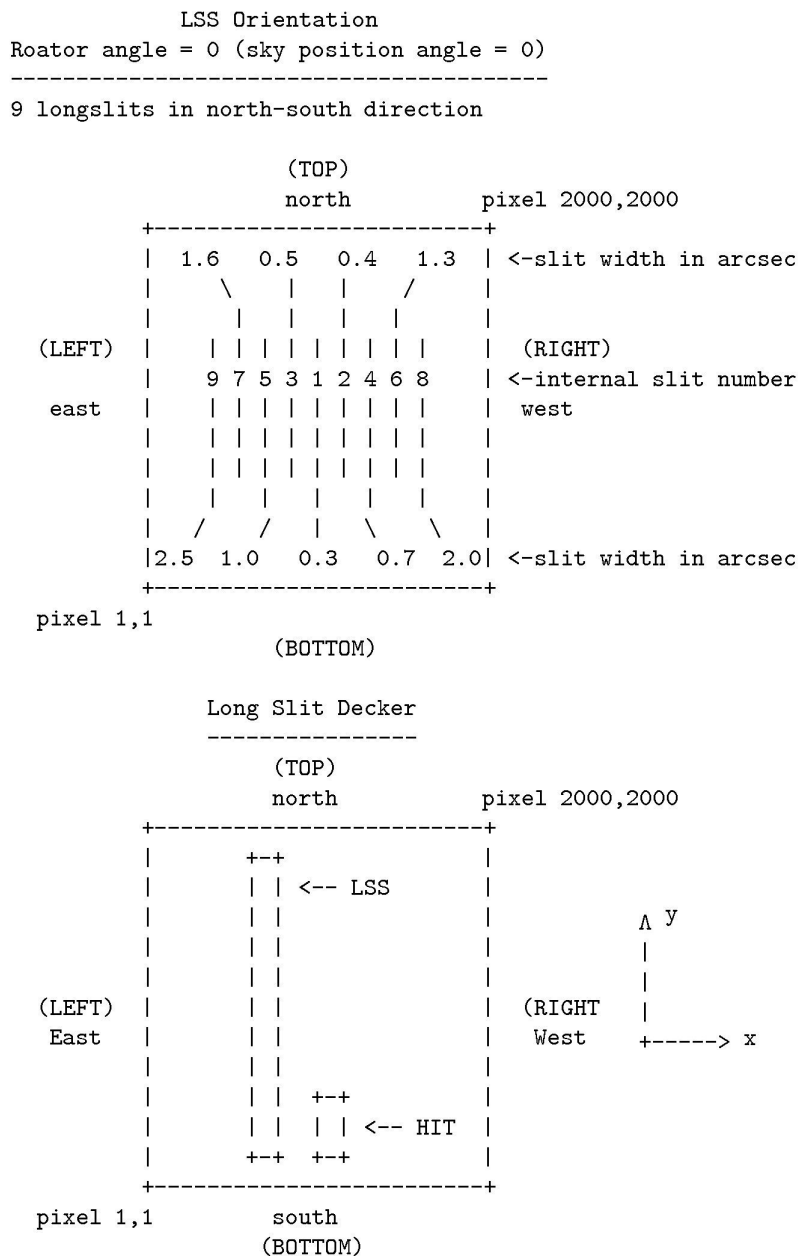 LSS Orientation
Roator angle = 0 (sky position angle = 0)
-----------------------------------------
9 longslits in north-south direction
(TOP)
north           pixel 2000,2000
+-------------------------+
|  1.6   0.5   0.4   1.3  | <-slit width in arcsec
|     \    |   |    /     |
|      |   |   |   |      |
(LEFT)  |    | | | | | | | | |    |  (RIGHT)
|    9 7 5 3 1 2 4 6 8    | <-internal slit number
east   |    | | | | | | | | |    |  west
|    | | | | | | | | |    |
|    | | | | | | | | |    |
|    |   |   |   |   |    |
|   /    /   |   \    \   |
|2.5  1.0   0.3   0.7  2.0| <-slit width in arcsec
+-------------------------+
pixel 1,1
(BOTTOM)
Long Slit Decker
----------------
(TOP)
north           pixel 2000,2000
+-------------------------+
|       +-+               |
|       | | <-- LSS       |
|       | |               |            Λ y
|       | |               |            |
|       | |               |            |
(LEFT)  |       | |               |  (RIGHT    |
East   |       | |               |   West    +-----> x
|       | |               |
|       | |  +-+          |
|       | |  | | <-- HIT  |
|       +-+  +-+          |
+-------------------------+
pixel 1,1         south
(BOTTOM)